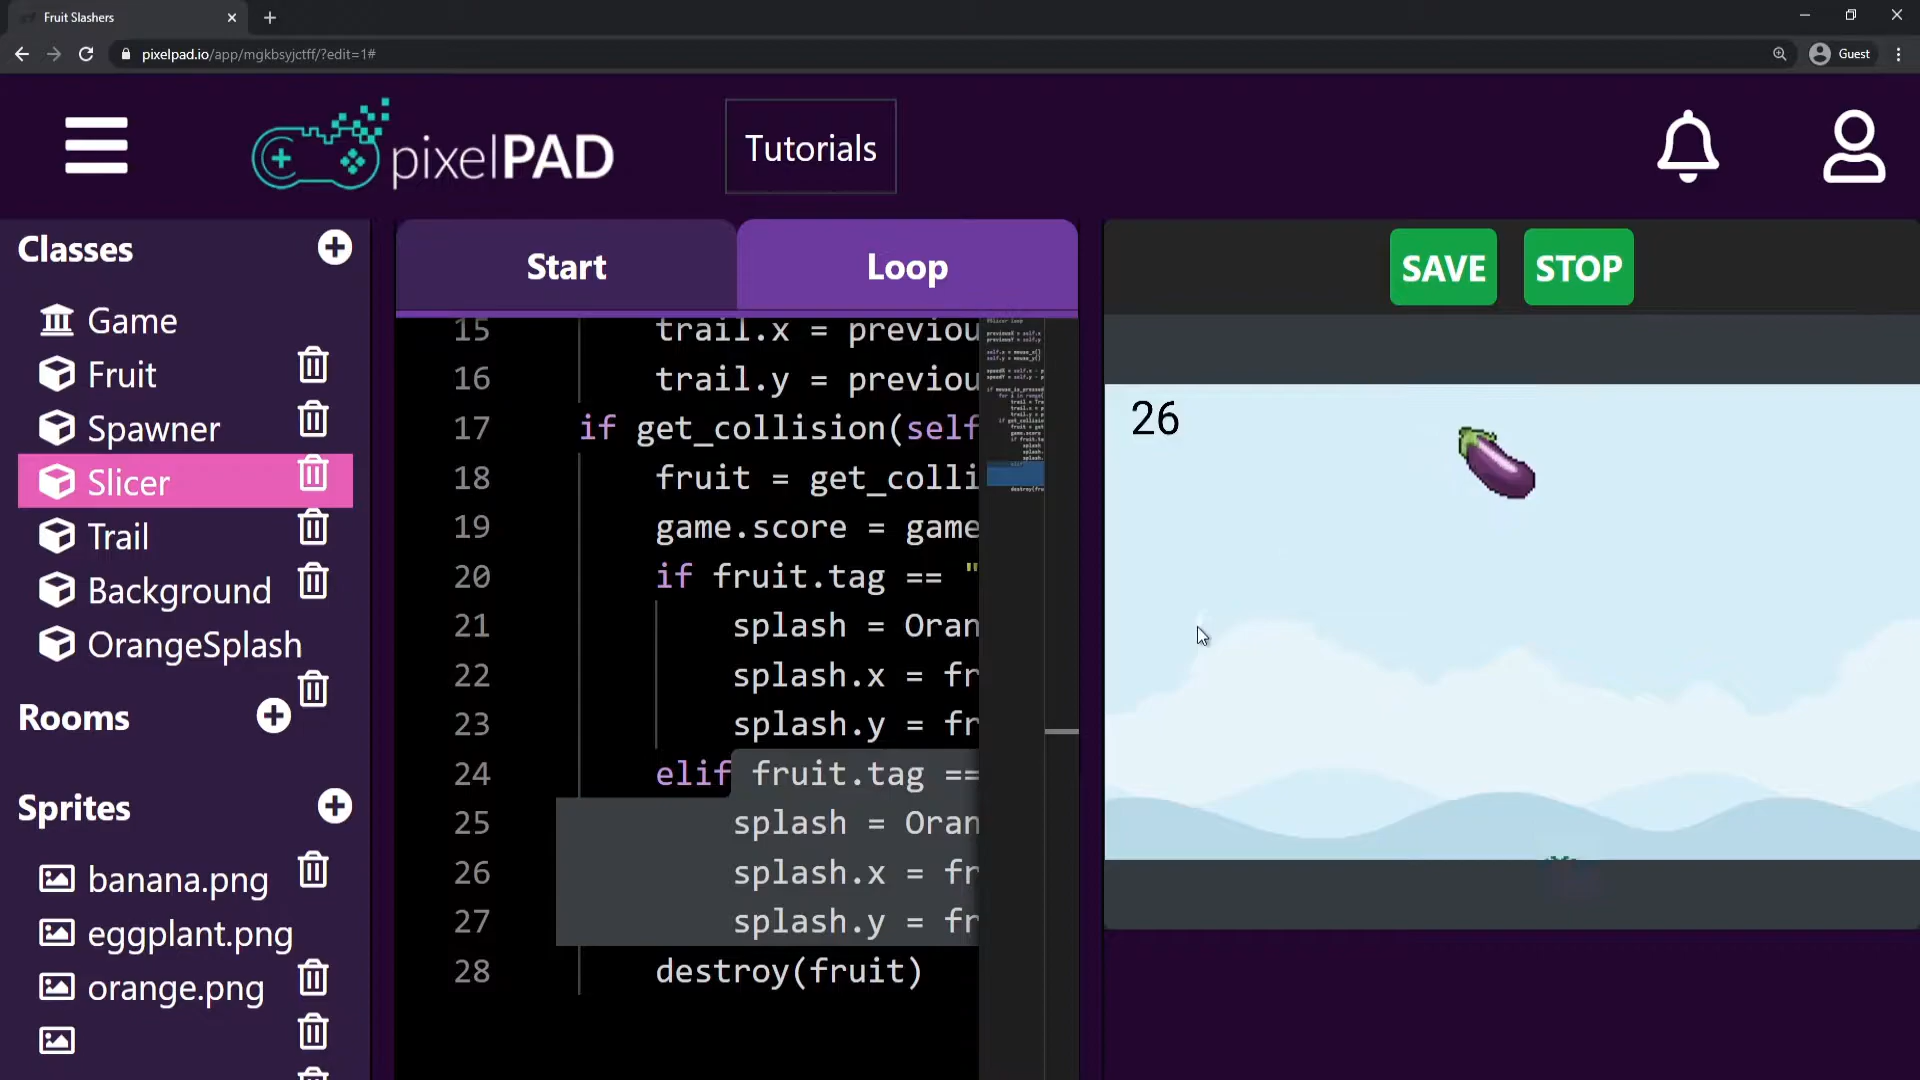 Fruit Slashers
pixelpad.io/app/mgkbsyjctff/?edit=1#
Guest
pixelPAD
Tutorials
Classes
Game
Fruit
Spawner
Slicer
Trail
Background
OrangeSplash
Rooms
Sprites
banana.png
eggplant.png
orange.png
Start
Loop
15 trail.x = previou
16 trail.y = previou
17 if get_collision(self
18 fruit = get_colli
19 game.score = game
20 if fruit.tag == "
21 splash = Oran
22 splash.x = fr
23 splash.y = fr
24 elif fruit.tag ==
25 splash = Oran
26 splash.x = fr
27 splash.y = fr
28 destroy(fruit)
SAVE
STOP
26